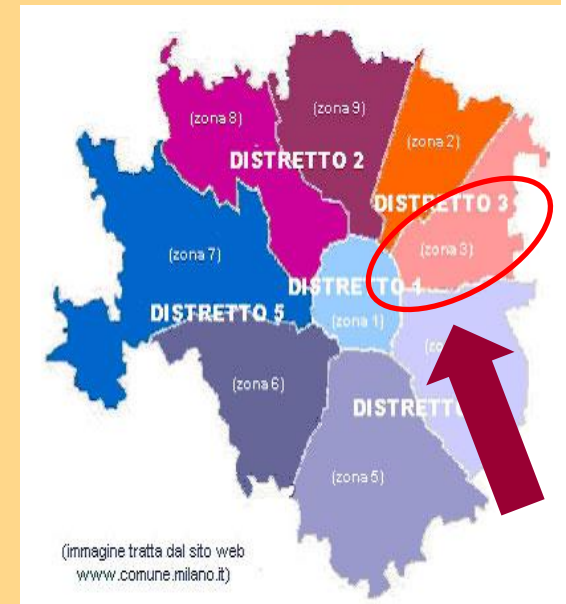 (zona 8)
(zona 9)
(zona 2)
DISTRETTO 2
DISTRETTO 3
(zona 3)
(zona 7)
DISTRETTO 1
DISTRETTO 5
(zona 1)
(zona 6)
(zona 5)
(immagine tratta dal sito web
www.comune.milano.it)